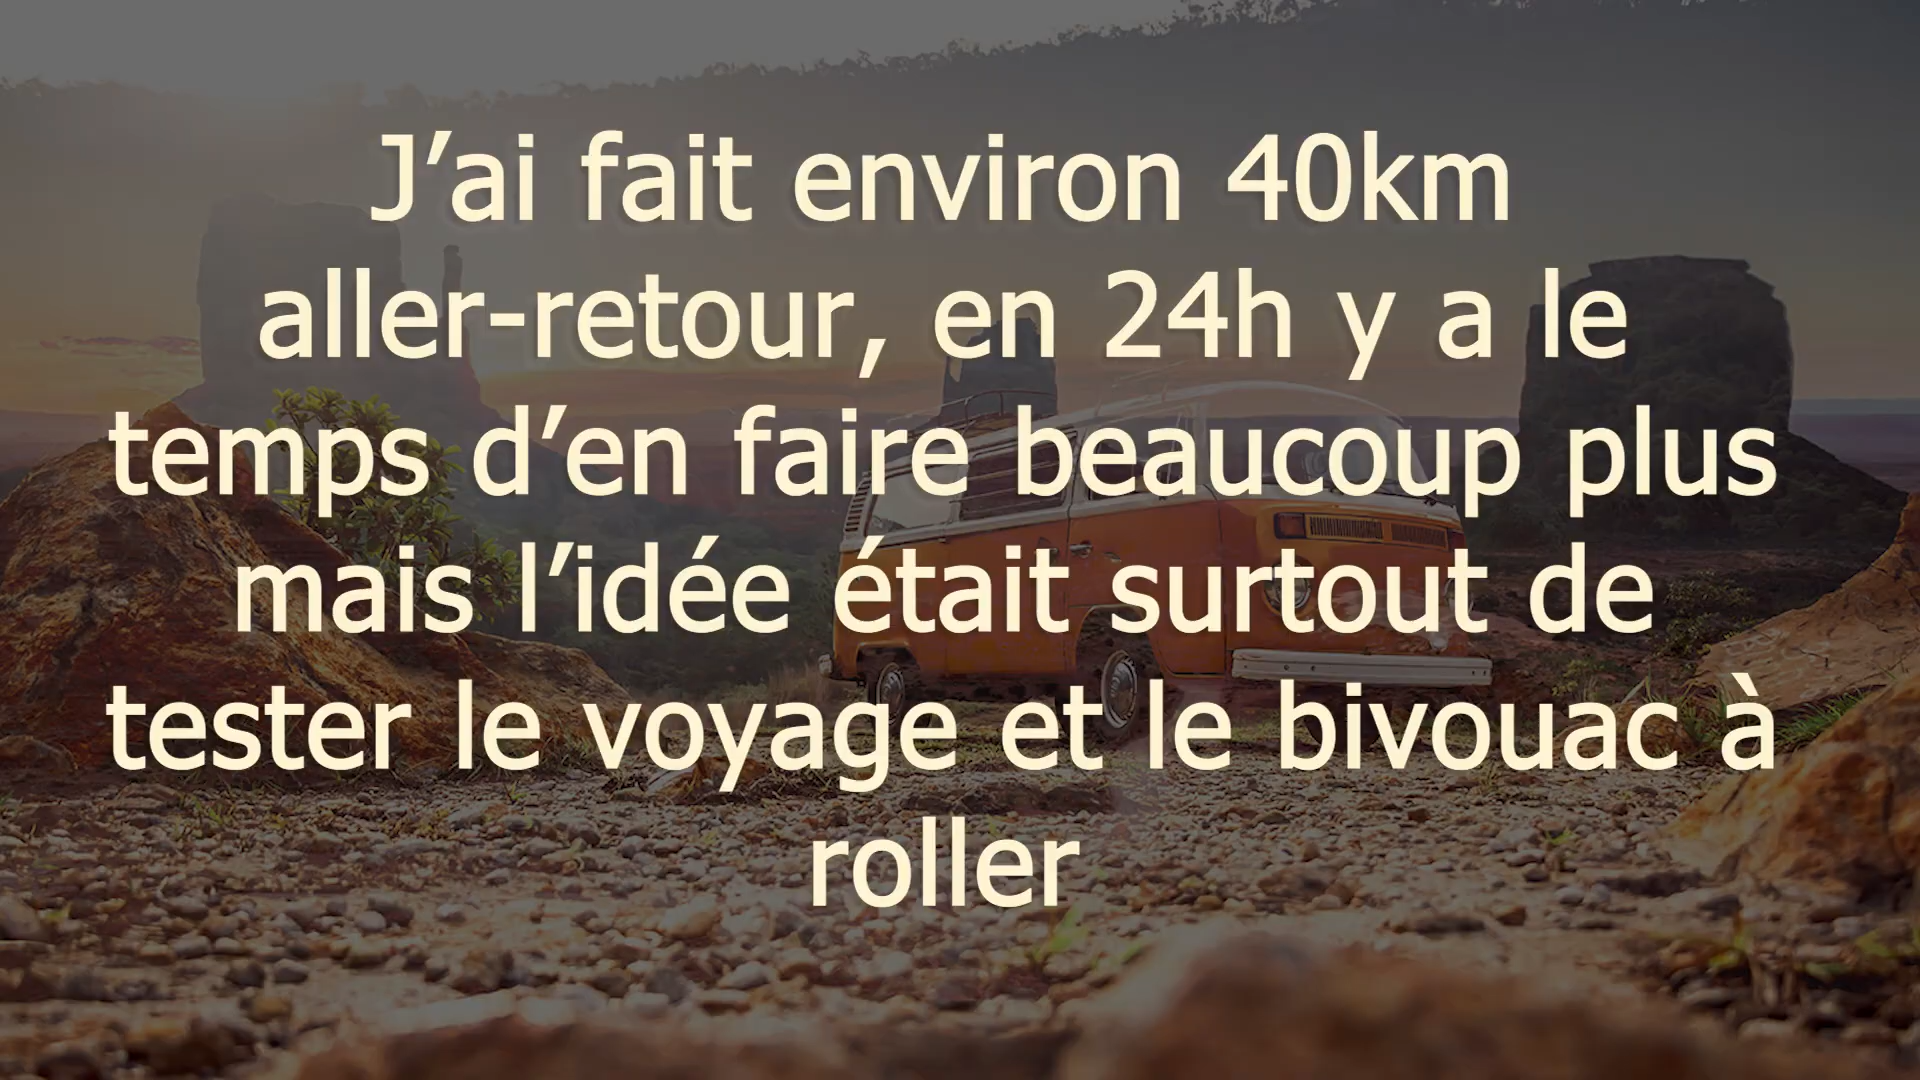 J’ai fait environ 40km
aller-retour, en 24h y a le
temps d’en faire beaucoup plus
mais l’idée était surtout de
tester le voyage et le bivouac à
roller